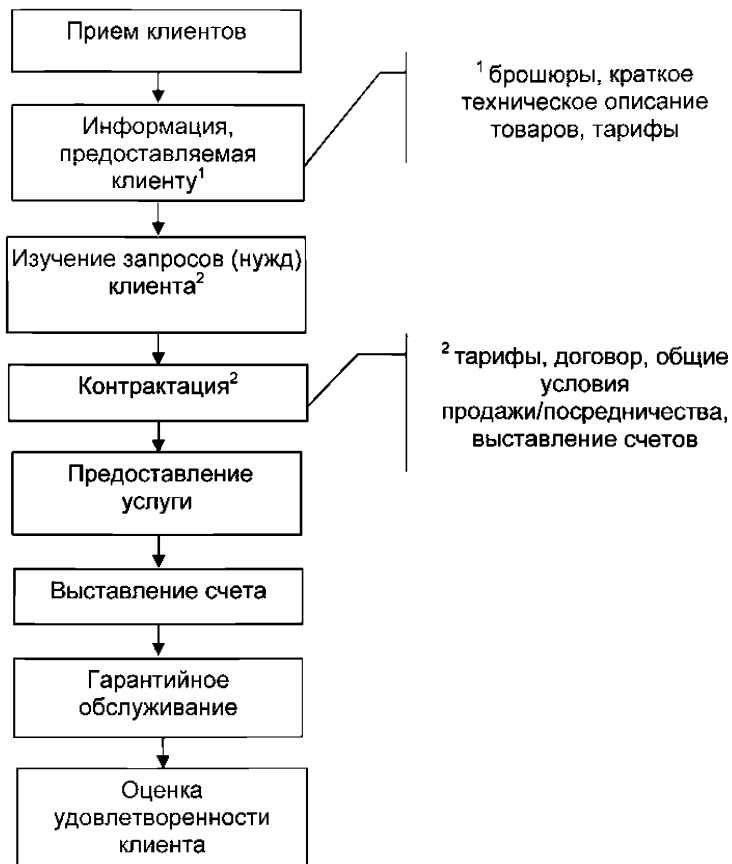 Прием клиентов
Информация,
предоставляемая
клиенту¹
¹ брошюры, краткое
техническое описание
товаров, тарифы
Изучение запросов (нужд)
клиента²
Контрактация²
² тарифы, договор, общие
условия
продажи/посредничества,
выставление счетов
Предоставление
услуги
Выставление счета
Гарантийное
обслуживание
Оценка
удовлетворенности
клиента